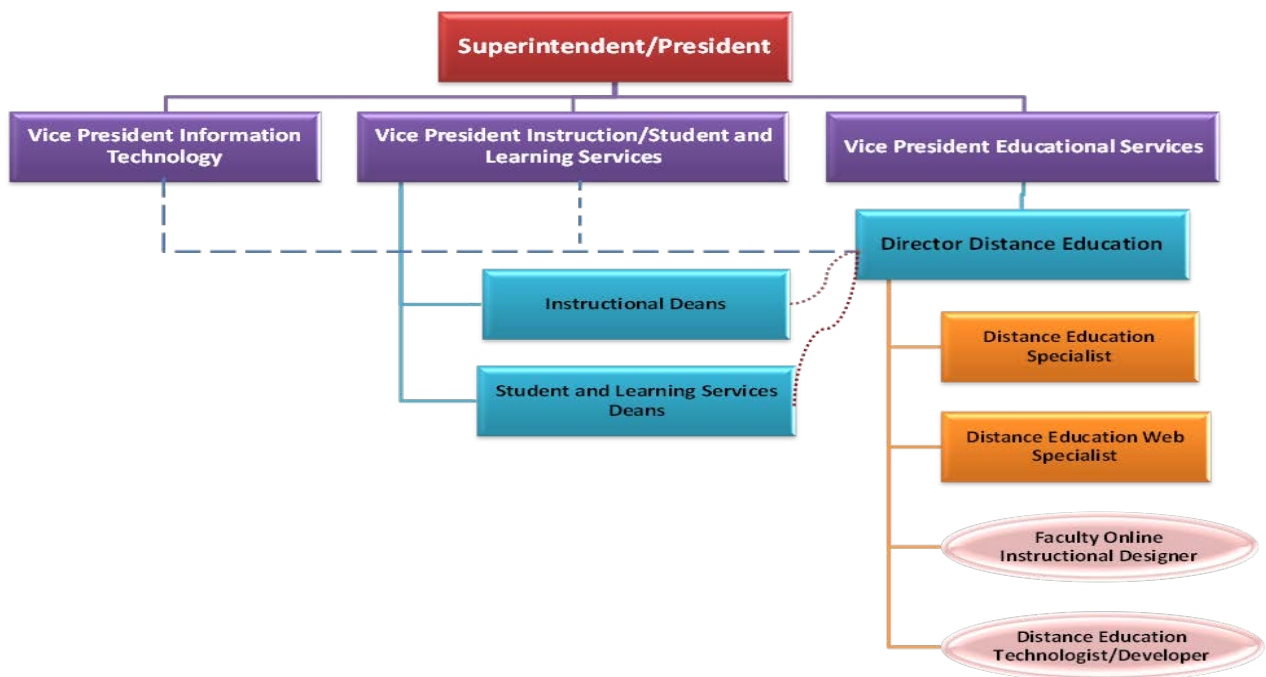 Superintendent/President
Vice President Information
Technology
Vice President Instruction/Student and
Learning Services
Vice President Educational Services
Director Distance Education
Instructional Deans
Student and Learning Services
Deans
Distance Education
Specialist
Distance Education Web
Specialist
Faculty Online
Instructional Designer
Distance Education
Technologist/Developer